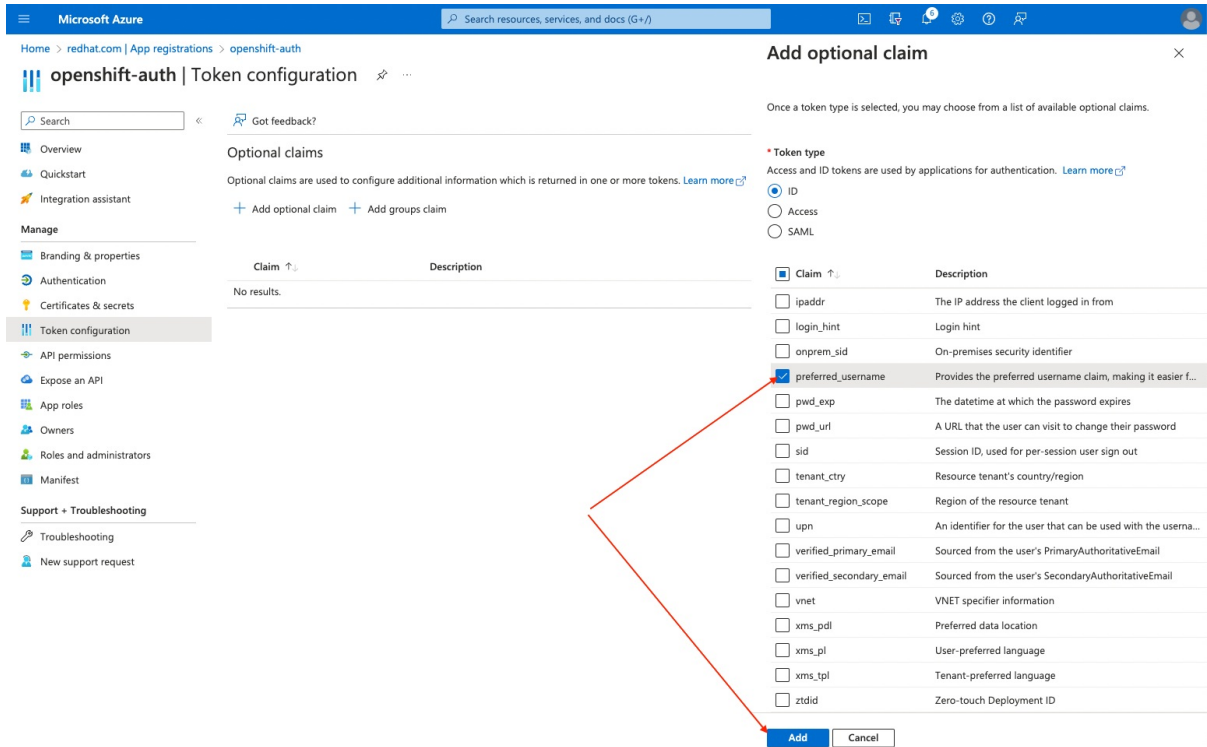 Microsoft Azure
Search resources, services, and docs (G+/)
6
Home > redhat.com | App registrations > openshift-auth
openshift-auth | Token configuration
Search
Overview
Quickstart
Integration assistant
Manage
Branding & properties
Authentication
Certificates & secrets
Token configuration
API permissions
Expose an API
App roles
Owners
Roles and administrators
Manifest
Support + Troubleshooting
Troubleshooting
New support request
Got feedback?
Optional claims
Optional claims are used to configure additional information which is returned in one or more tokens. Learn more
+ Add optional claim + Add groups claim
Claim ↑↓ Description
No results.
Add optional claim
Once a token type is selected, you may choose from a list of available optional claims.
* Token type
Access and ID tokens are used by applications for authentication. Learn more
ID
Access
SAML
Claim ↑↓ Description
ipaddr The IP address the client logged in from
login_hint Login hint
onprem_sid On-premises security identifier
preferred_username Provides the preferred username claim, making it easier f...
pwd_exp The datetime at which the password expires
pwd_url A URL that the user can visit to change their password
sid Session ID, used for per-session user sign out
tenant_ctry Resource tenant's country/region
tenant_region_scope Region of the resource tenant
upn An identifier for the user that can be used with the userna...
verified_primary_email Sourced from the user's PrimaryAuthoritativeEmail
verified_secondary_email Sourced from the user's SecondaryAuthoritativeEmail
vnet VNET specifier information
xms_pdl Preferred data location
xms_pl User-preferred language
xms_tpl Tenant-preferred language
ztdid Zero-touch Deployment ID
Add Cancel